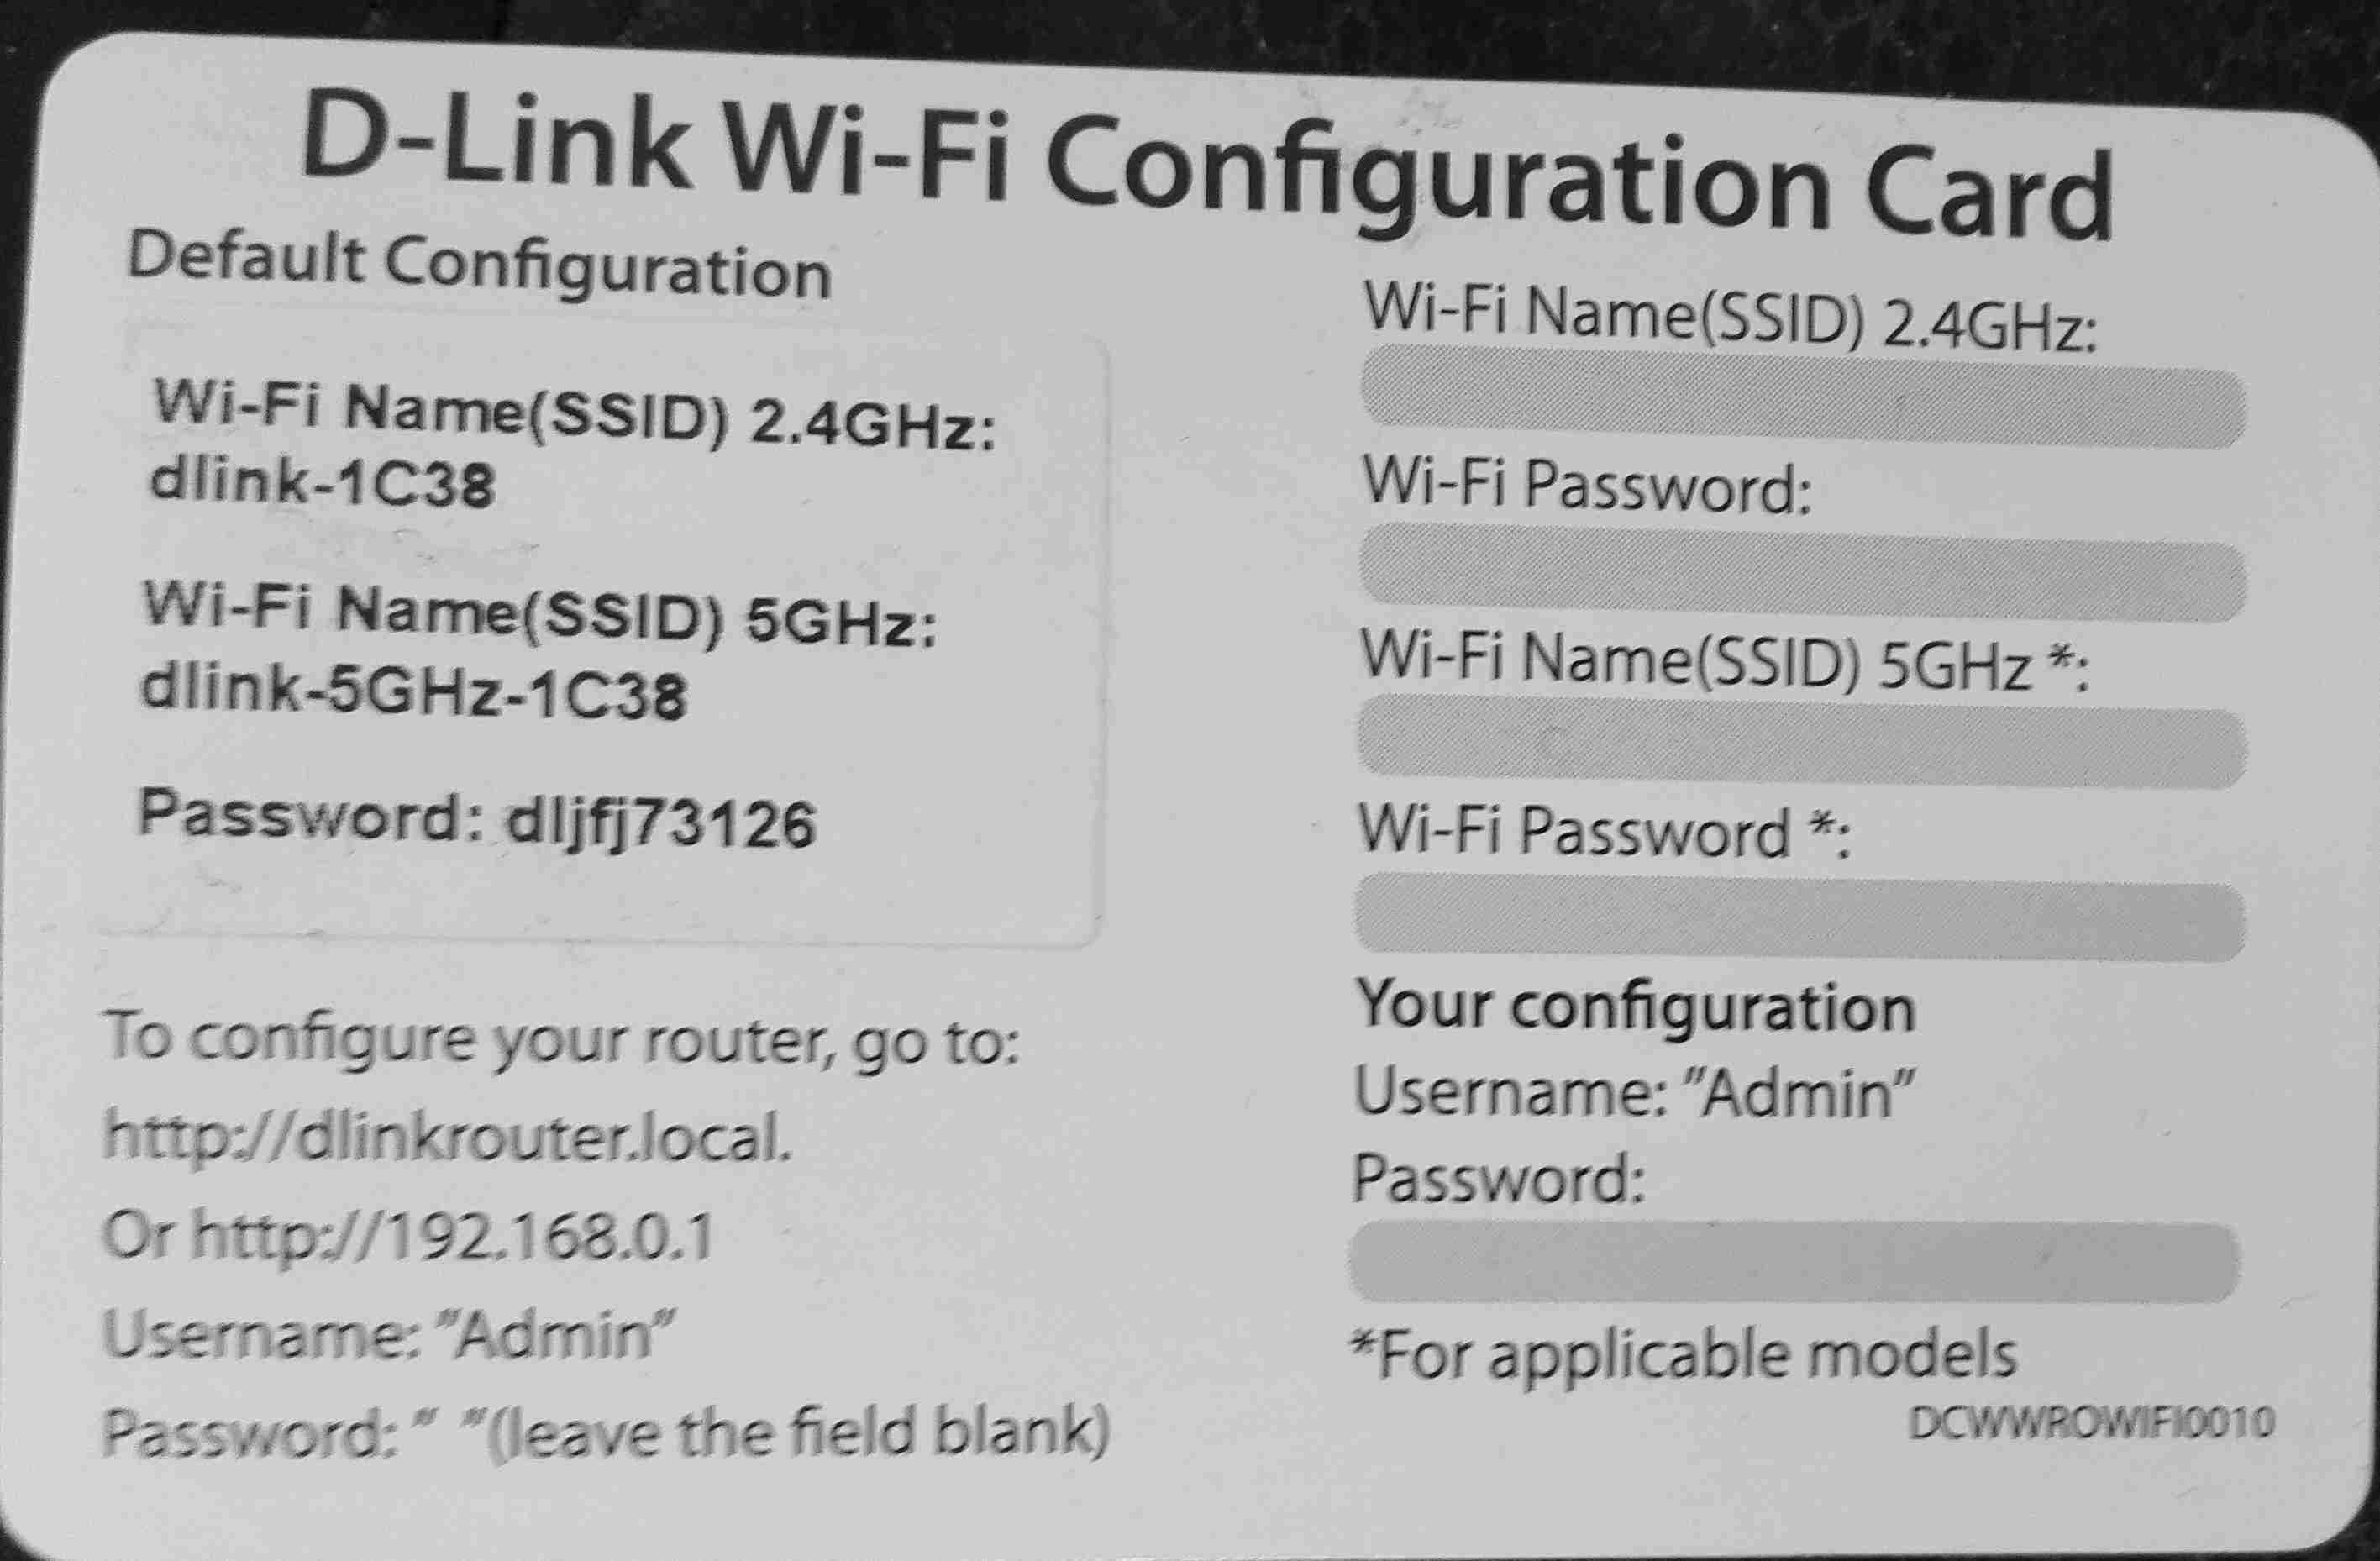 D-Link Wi-Fi Configuration Card
Default Configuration
Wi-Fi Name(SSID) 2.4GHz:
dlink-1C38
Wi-Fi Name(SSID) 5GHz:
dlink-5GHz-1C38
Password: dljfj73126
To configure your router, go to:
http://dlinkrouter.local.
Or http://192.168.0.1
Username: "Admin"
Password: " "(leave the field blank)
Wi-Fi Name(SSID) 2.4GHz:
Wi-Fi Password:
Wi-Fi Name(SSID) 5GHz *:
Wi-Fi Password *:
Your configuration
Username: "Admin"
Password:
*For applicable models
DCWWROWIFI0010